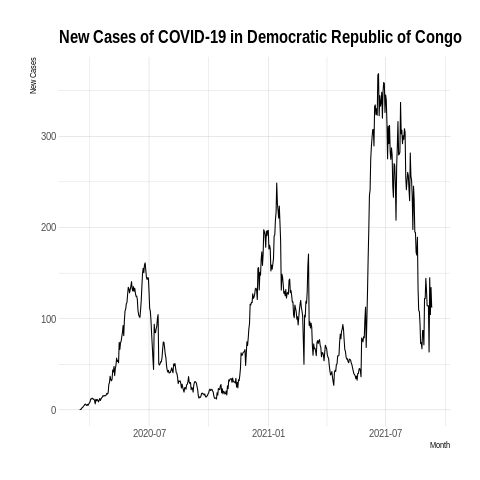 New Cases of COVID-19 in Democratic Republic of Congo
New Cases
300
200
100
0
2020-07
2021-01
2021-07
Month